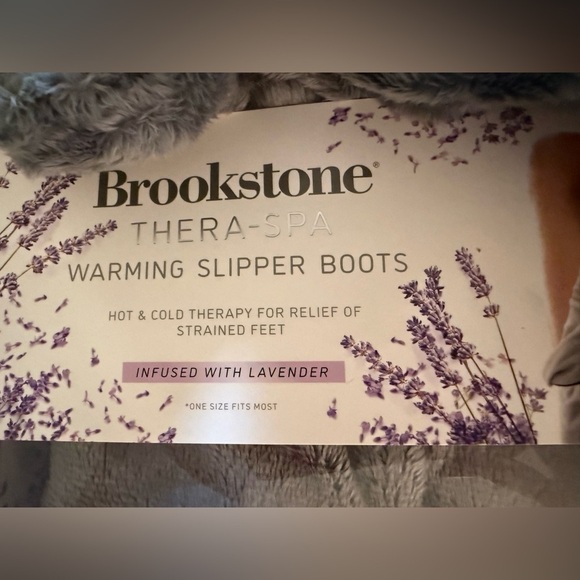 Brookstone®
THERA-SPA
WARMING SLIPPER BOOTS
HOT & COLD THERAPY FOR RELIEF OF
STRAINED FEET
INFUSED WITH LAVENDER
*ONE SIZE FITS MOST